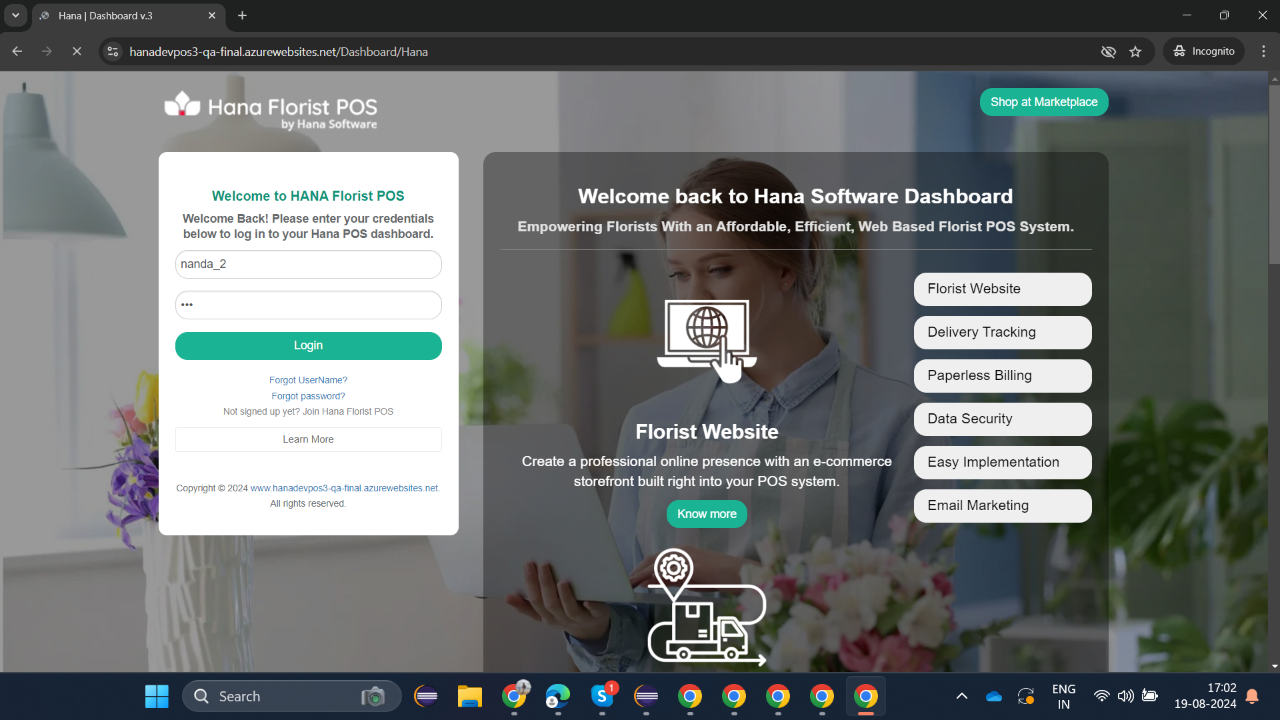 Hana | Dashboard v.3
hanadevpos3-qa-final.azurewebsites.net/Dashboard/Hana
Incognito
Hana Florist POS
by Hana Software
Shop at Marketplace
Welcome to HANA Florist POS
Welcome Back! Please enter your credentials
below to log in to your Hana POS dashboard.
nanda_2
•••
Login
Forgot UserName?
Forgot password?
Not signed up yet? Join Hana Florist POS
Learn More
Copyright © 2024 www.hanadevpos3-qa-final.azurewebsites.net.
All rights reserved.
Welcome back to Hana Software Dashboard
Empowering Florists With an Affordable, Efficient, Web Based Florist POS System.
Florist Website
Create a professional online presence with an e-commerce
storefront built right into your POS system.
Know more
Florist Website
Delivery Tracking
Paperless Billing
Data Security
Easy Implementation
Email Marketing
Search
1
ENG
IN
17:02
19-08-2024